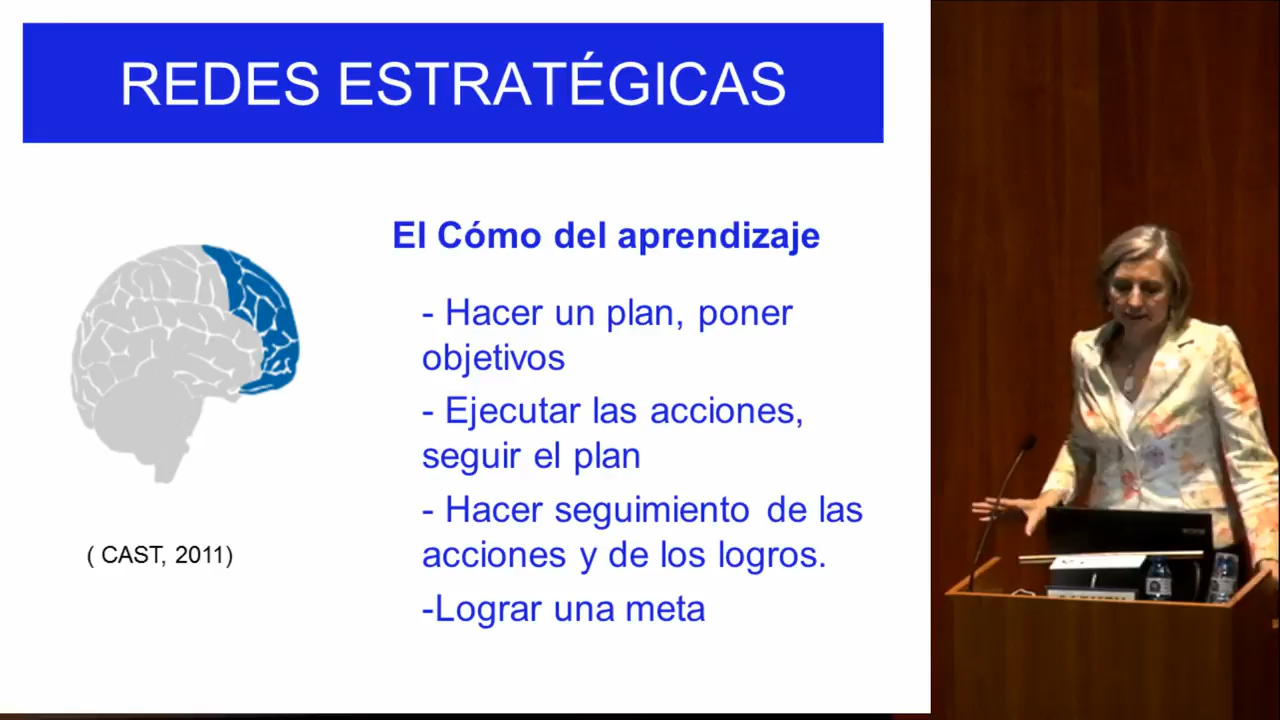 REDES ESTRATÉGICAS
El Cómo del aprendizaje
- Hacer un plan, poner
objetivos
- Ejecutar las acciones,
seguir el plan
- Hacer seguimiento de las
acciones y de los logros.
-Lograr una meta
( CAST, 2011)